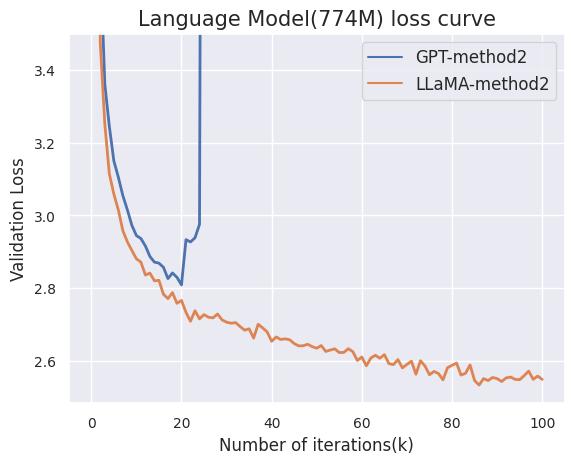 Language Model(774M) loss curve
GPT-method2
LLaMA-method2
Validation Loss
3.4
3.2
3.0
2.8
2.6
0 20 40 60 80 100
Number of iterations(k)